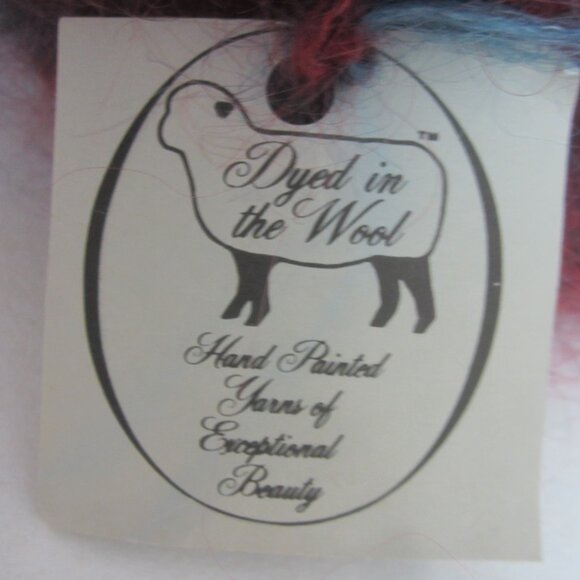 Dyed in
the Wool
™
Hand Painted
Yarns of
Exceptional
Beauty